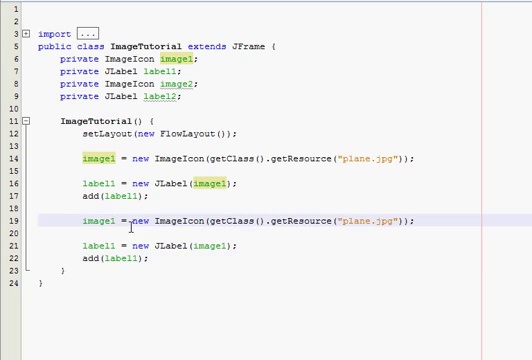 1
2
3 import ...
5 public class ImageTutorial extends JFrame {
6 private ImageIcon image1;
7 private JLabel label1;
8 private ImageIcon image2;
9 private JLabel label2;
10
11 ImageTutorial() {
12 setLayout(new FlowLayout());
13
14 image1 = new ImageIcon(getClass().getResource("plane.jpg"));
15
16 label1 = new JLabel(image1);
17 add(label1);
18
19 image1 = new ImageIcon(getClass().getResource("plane.jpg"));
20
21 label1 = new JLabel(image1);
22 add(label1);
23 }
24 }